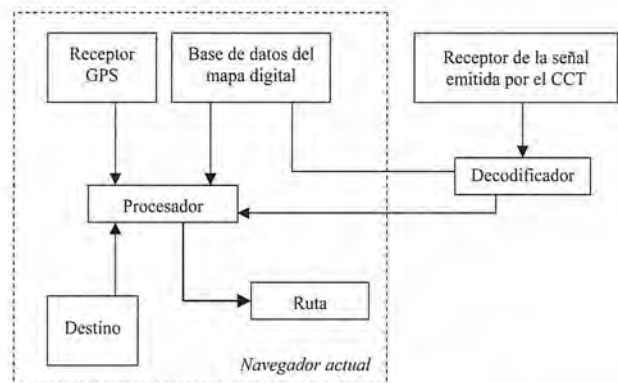 Receptor
GPS
Base de datos del
mapa digital
Receptor de la señal
emitida por el CCT
Decodificador
Procesador
Destino
Ruta
Navegador actual